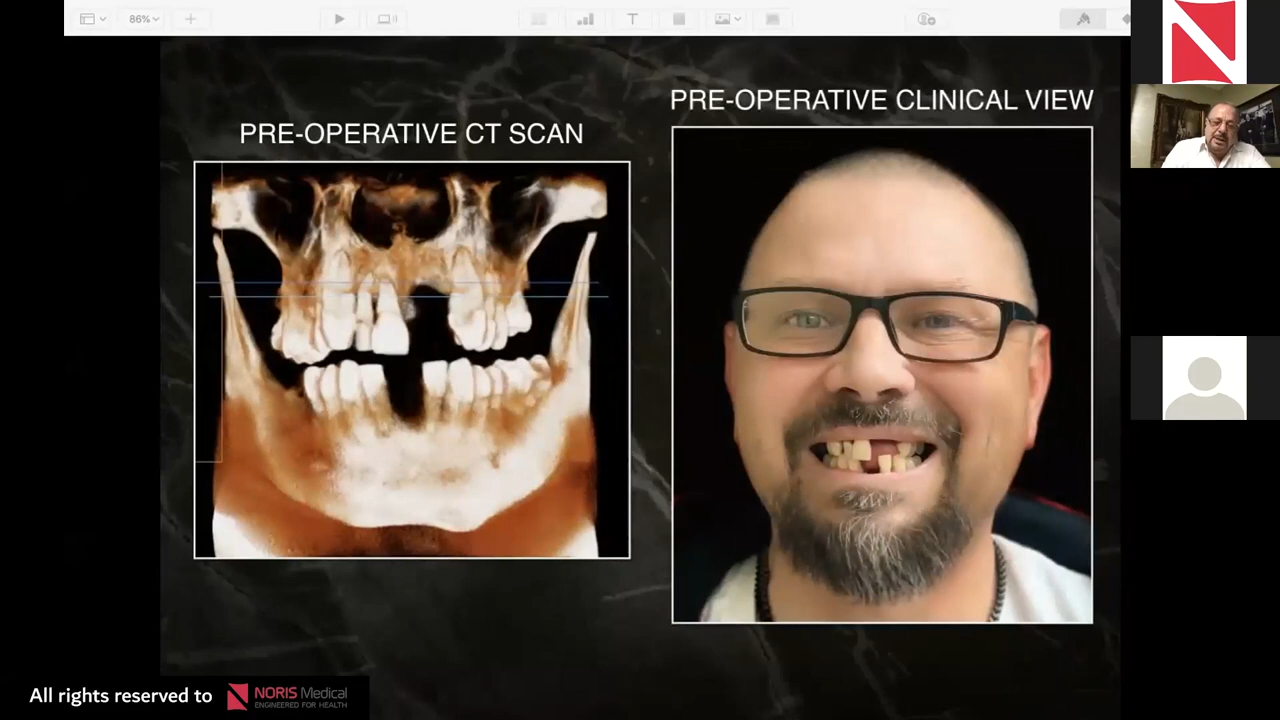 86%
PRE-OPERATIVE CT SCAN
PRE-OPERATIVE CLINICAL VIEW
All rights reserved to
NORIS Medical
ENGINEERED FOR HEALTH